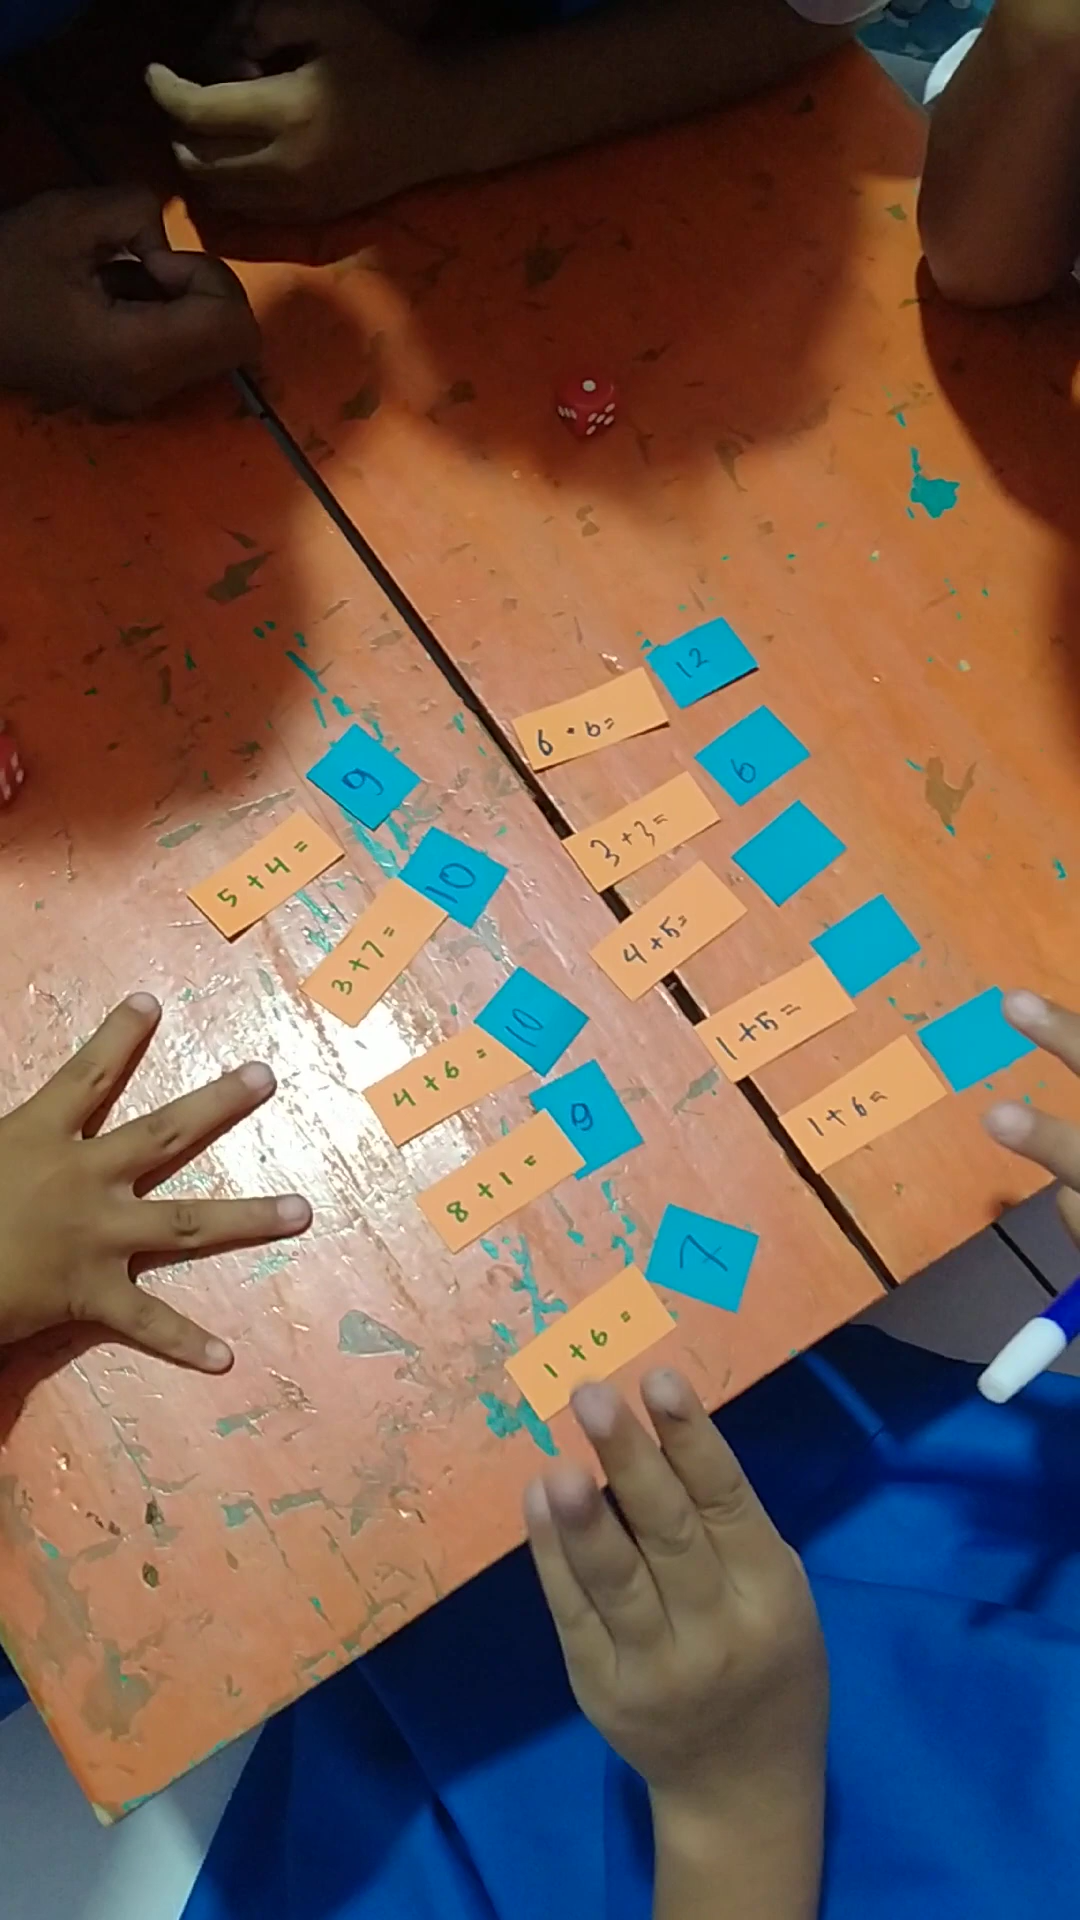 5 + 4 = 9
3 + 7 = 10
4 + 6 = 10
8 + 1 = 9
1 + 6 = 7
6 + 6 = 12
3 + 3 = 6
4 + 5 =
1 + 5 =
1 + 6 =